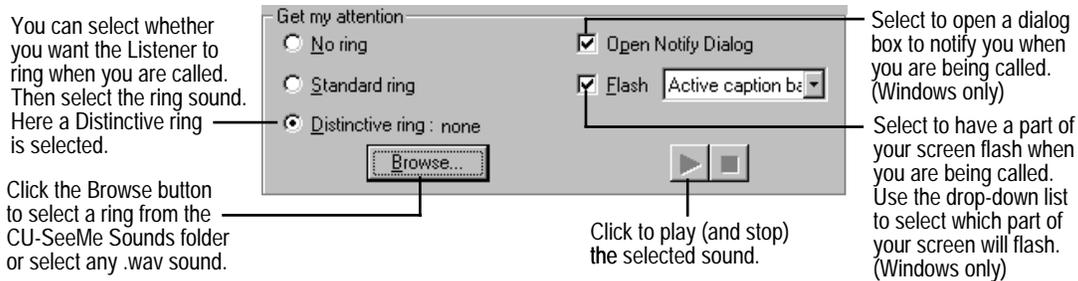 You can select whether
you want the Listener to
ring when you are called.
Then select the ring sound.
Here a Distinctive ring
is selected.
Click the Browse button
to select a ring from the
CU-SeeMe Sounds folder
or select any .wav sound.
Get my attention
No ring
Standard ring
Distinctive ring : none
Browse...
Open Notify Dialog
Flash Active caption ba
Click to play (and stop)
the selected sound.
Select to open a dialog
box to notify you when
you are being called.
(Windows only)
Select to have a part of
your screen flash when
you are being called.
Use the drop-down list
to select which part of
your screen will flash.
(Windows only)